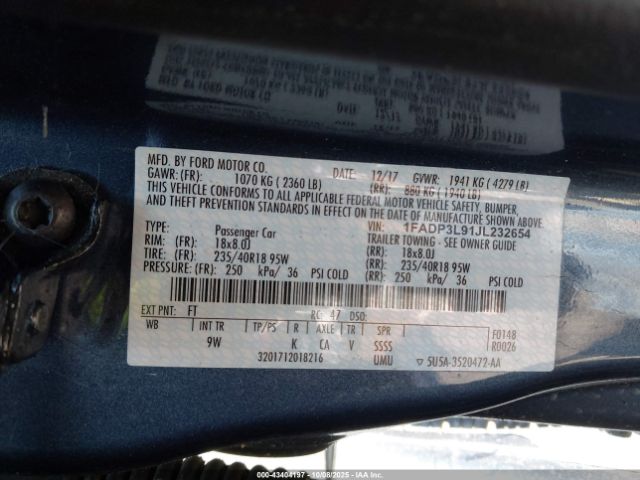 MFD. BY FORD MOTOR CO.
DATE: 12/17 GVWR: 1941 KG ( 4279 LB)
GAWR: (FR): 1070 KG ( 2360 LB) (RR): 880 KG ( 1940 LB)
THIS VEHICLE CONFORMS TO ALL APPLICABLE FEDERAL MOTOR VEHICLE SAFETY, BUMPER,
AND THEFT PREVENTION STANDARDS IN EFFECT ON THE DATE OF MANUFACTURE SHOWN ABOVE.
VIN: 1FADP3L91JL232654
TYPE: Passenger Car TRAILER TOWING - SEE OWNER GUIDE
RIM: (FR): 18x8.0J (RR): 18x8.0J
TIRE: (FR): 235/40R18 95W (RR): 235/40R18 95W
PRESSURE: (FR): 250 kPa/ 36 PSI COLD (RR): 250 kPa/ 36 PSI COLD
EXT PNT: FT RC: 47 DSO:
WB INT TR TP/PS R AXLE TR SPR F0148
9W K CA V SSSS R0026
3201712018216 UMU ▽ 5U5A-3520472-AA
000-43404197 - 10/08/2025 - IAAI.COM